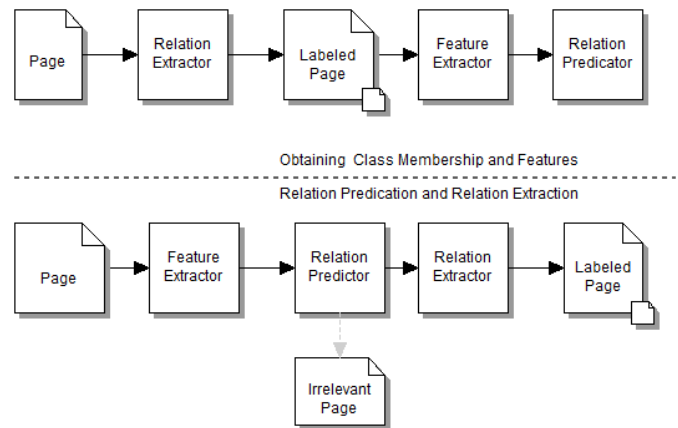 Page
Relation
Extractor
Labeled
Page
Feature
Extractor
Relation
Predicator
Obtaining Class Membership and Features
Relation Predication and Relation Extraction
Page
Feature
Extractor
Relation
Predictor
Relation
Extractor
Labeled
Page
Irrelevant
Page